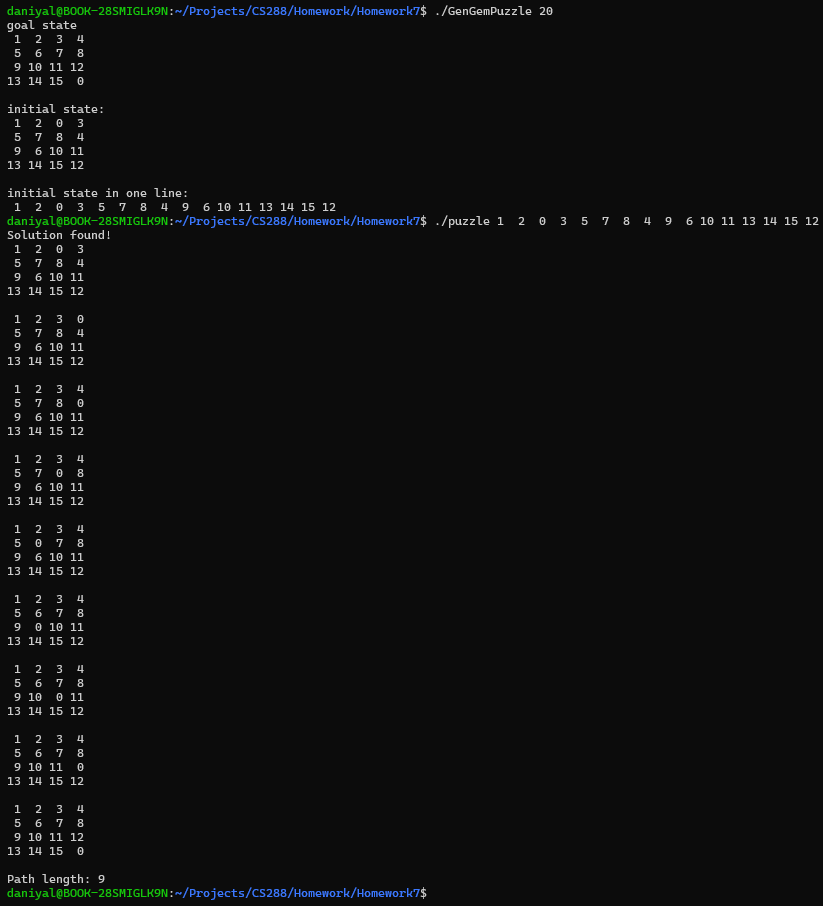 daniyal@BOOK-28SMIGLK9N:~/Projects/CS288/Homework/Homework7$ ./GenGemPuzzle 20
goal state
 1  2  3  4
 5  6  7  8
 9 10 11 12
13 14 15  0

initial state:
 1  2  0  3
 5  7  8  4
 9  6 10 11
13 14 15 12

initial state in one line:
 1  2  0  3  5  7  8  4  9  6 10 11 13 14 15 12
daniyal@BOOK-28SMIGLK9N:~/Projects/CS288/Homework/Homework7$ ./puzzle 1  2  0  3  5  7  8  4  9  6 10 11 13 14 15 12
Solution found!
 1  2  0  3
 5  7  8  4
 9  6 10 11
13 14 15 12

 1  2  3  0
 5  7  8  4
 9  6 10 11
13 14 15 12

 1  2  3  4
 5  7  8  0
 9  6 10 11
13 14 15 12

 1  2  3  4
 5  7  0  8
 9  6 10 11
13 14 15 12

 1  2  3  4
 5  0  7  8
 9  6 10 11
13 14 15 12

 1  2  3  4
 5  6  7  8
 9  0 10 11
13 14 15 12

 1  2  3  4
 5  6  7  8
 9 10  0 11
13 14 15 12

 1  2  3  4
 5  6  7  8
 9 10 11  0
13 14 15 12

 1  2  3  4
 5  6  7  8
 9 10 11 12
13 14 15  0

Path length: 9
daniyal@BOOK-28SMIGLK9N:~/Projects/CS288/Homework/Homework7$